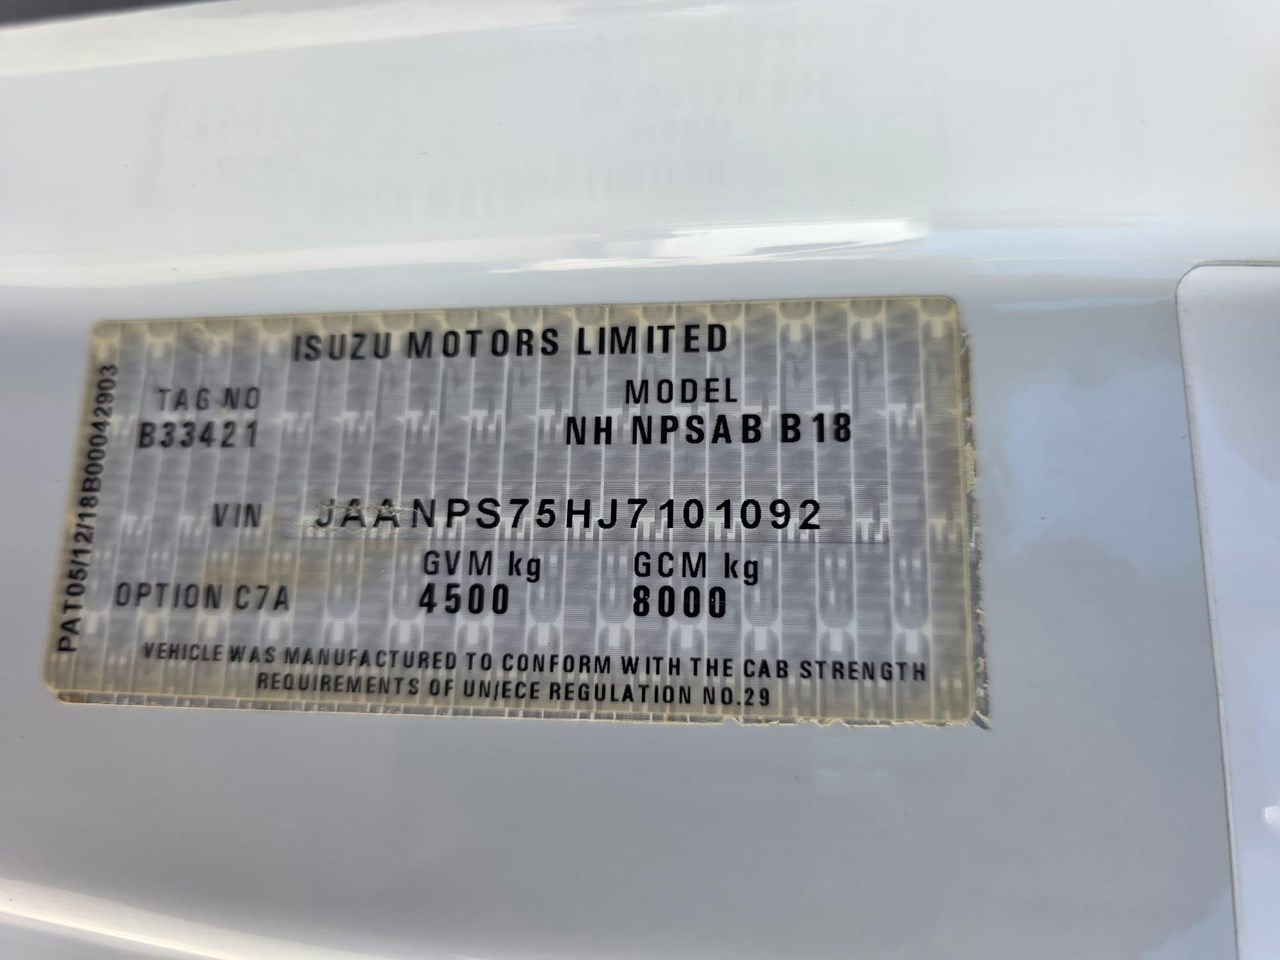 ISUZU MOTORS LIMITED
TAG NO
B33421
MODEL
NH NPSAB B18
VIN JAANPS75HJ7101092
OPTION C7A
GVM kg
4500
GCM kg
8000
VEHICLE WAS MANUFACTURED TO CONFORM WITH THE CAB STRENGTH
REQUIREMENTS OF UN/ECE REGULATION NO.29
PAT05/12/18B00042903